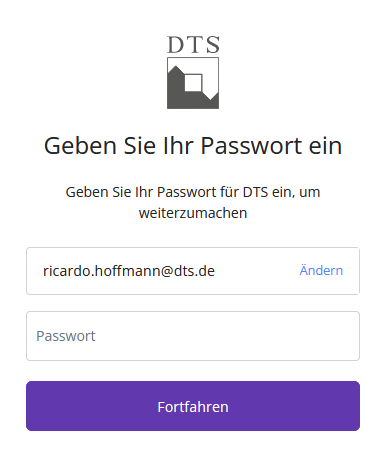 DTS
Geben Sie Ihr Passwort ein
Geben Sie Ihr Passwort für DTS ein, um
weiterzumachen
ricardo.hoffmann@dts.de Ändern
Passwort
Fortfahren